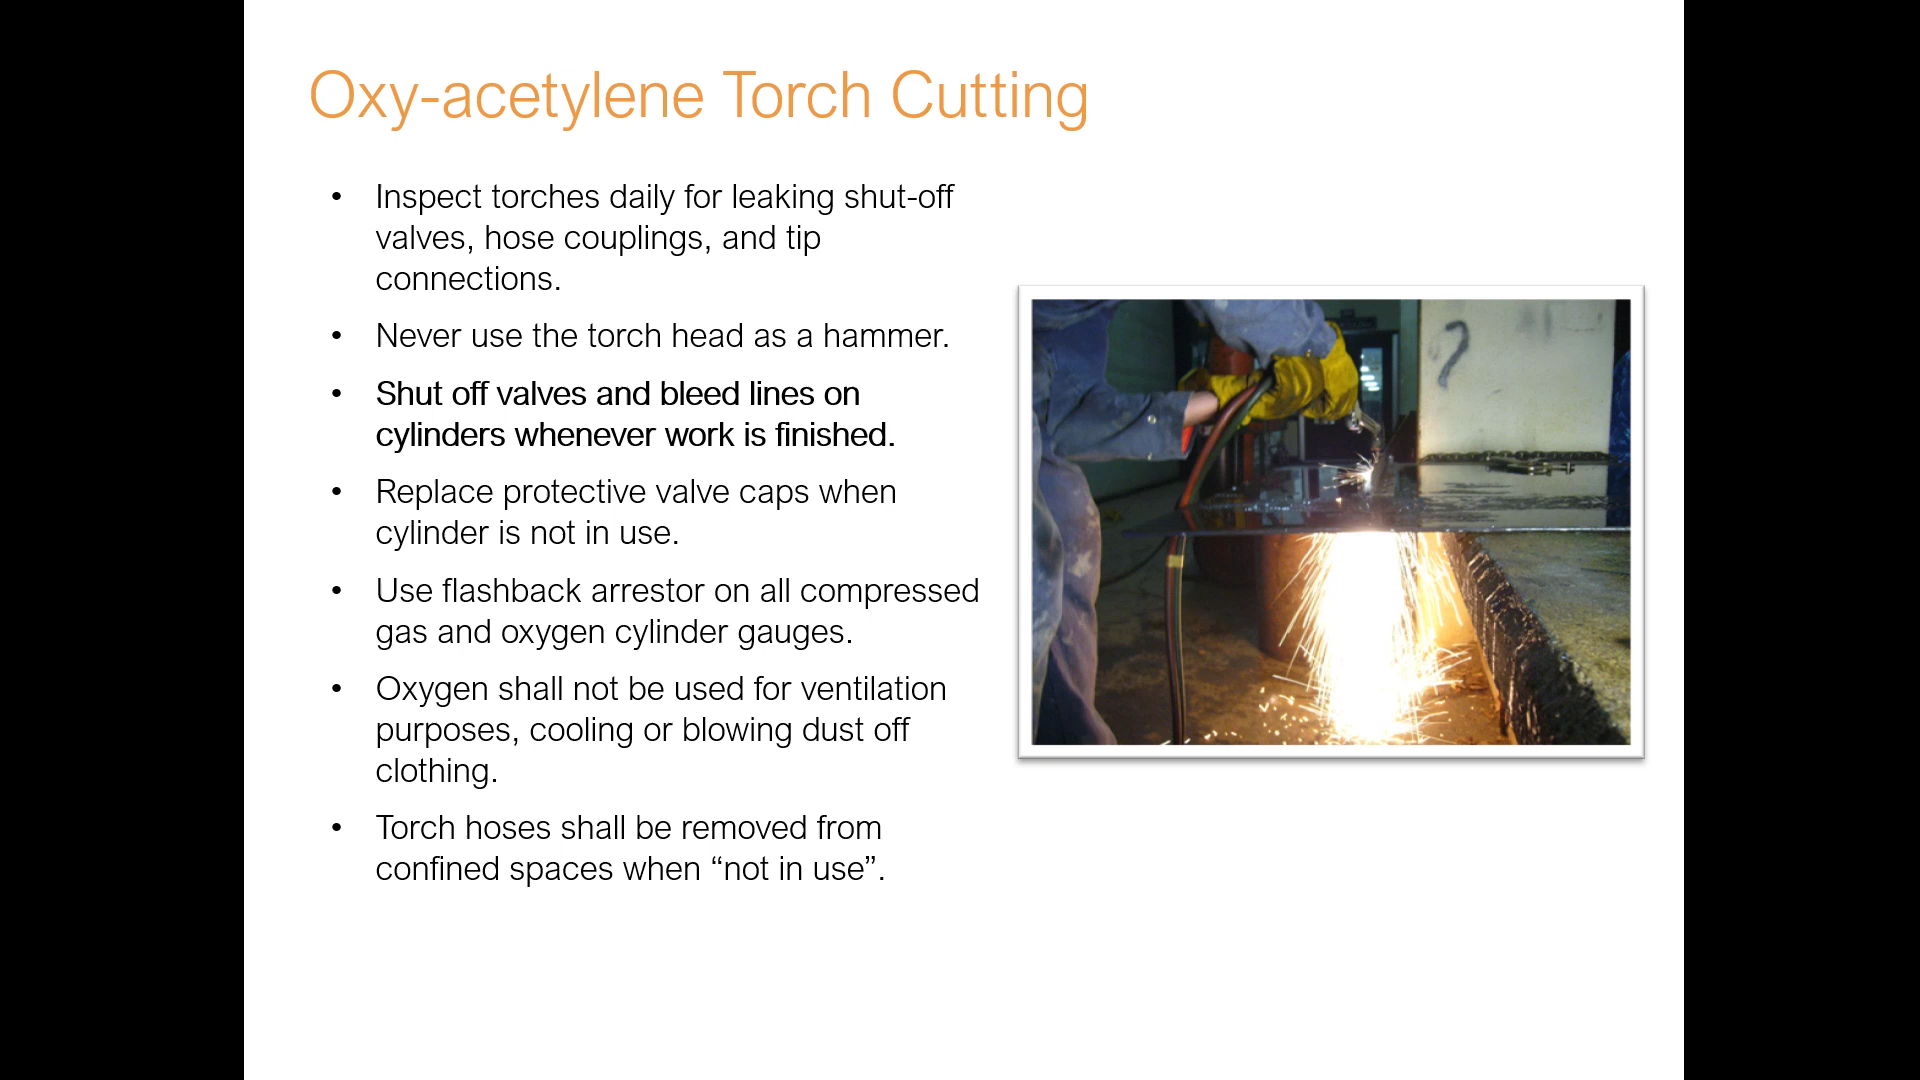 Oxy-acetylene Torch Cutting
• Inspect torches daily for leaking shut-off
valves, hose couplings, and tip
connections.
• Never use the torch head as a hammer.
• Shut off valves and bleed lines on
cylinders whenever work is finished.
• Replace protective valve caps when
cylinder is not in use.
• Use flashback arrestor on all compressed
gas and oxygen cylinder gauges.
• Oxygen shall not be used for ventilation
purposes, cooling or blowing dust off
clothing.
• Torch hoses shall be removed from
confined spaces when “not in use”.